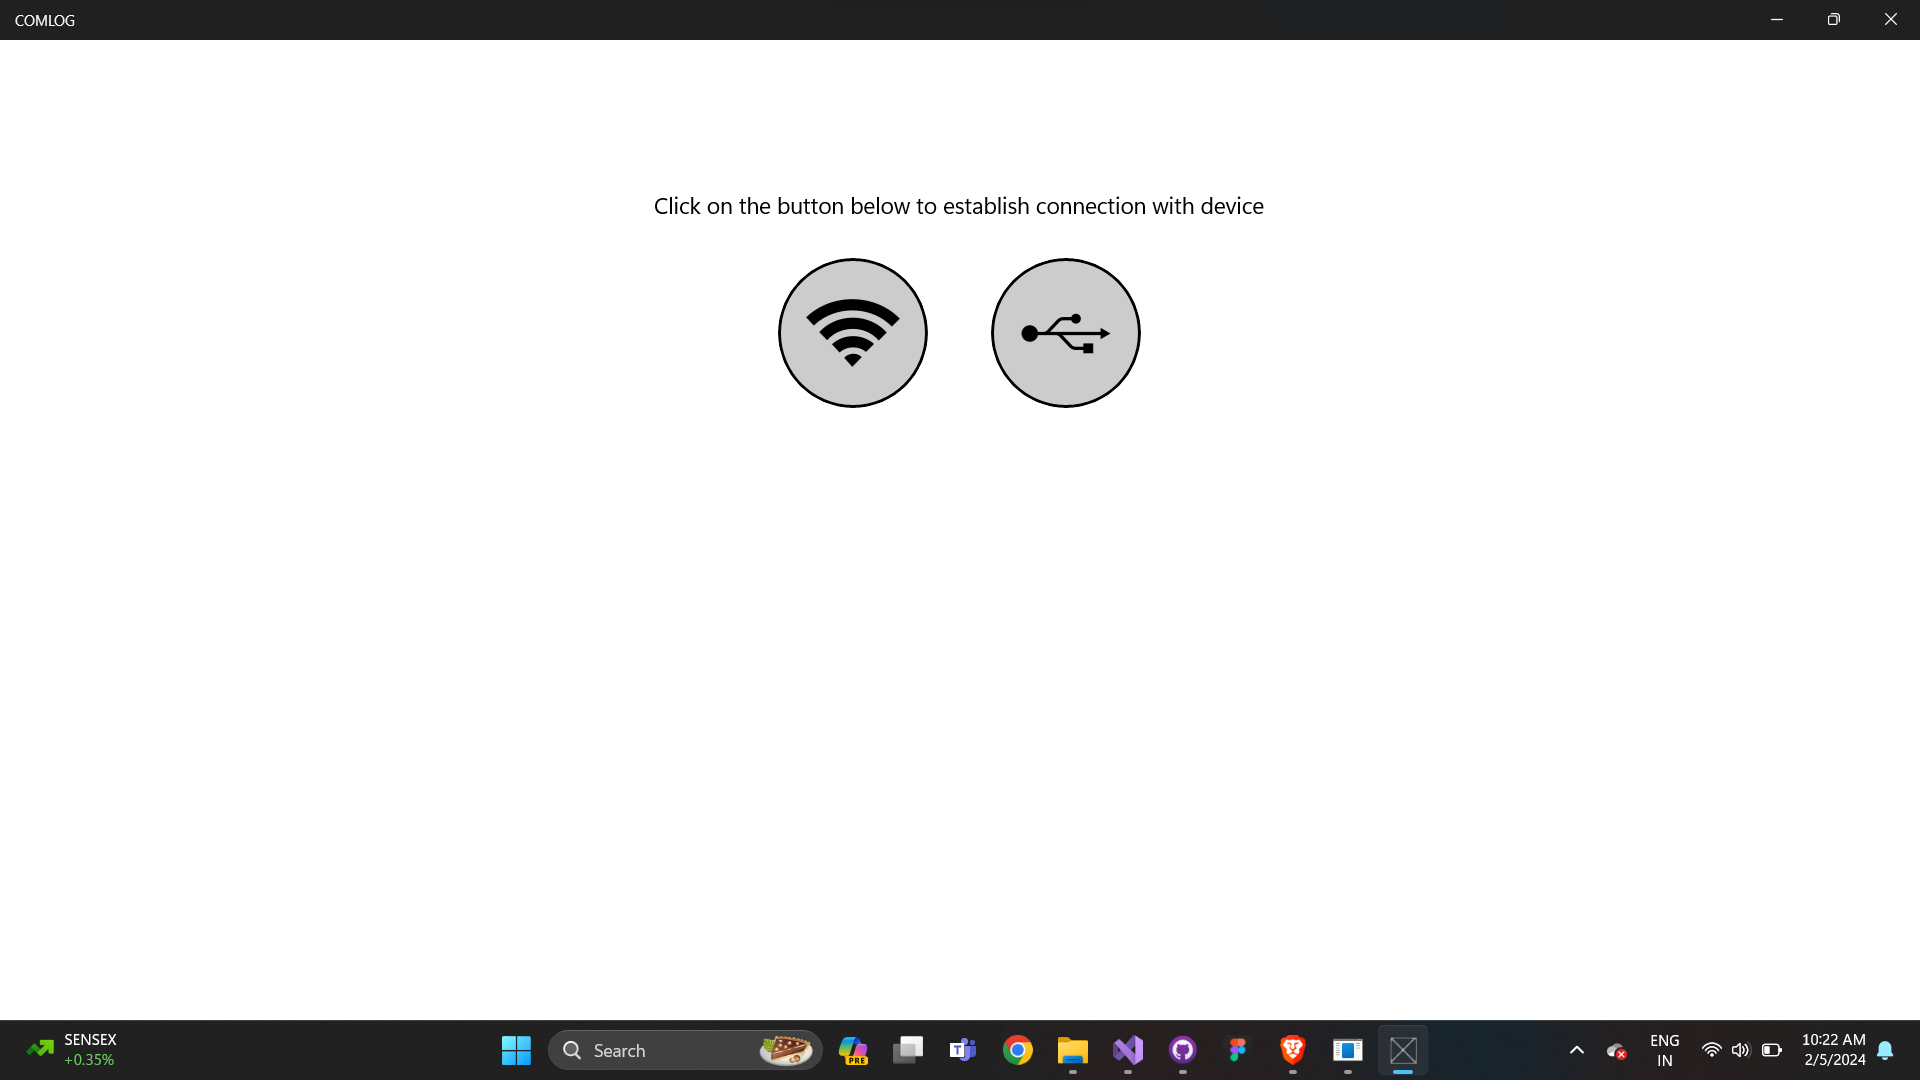 COMLOG
Click on the button below to establish connection with device
SENSEX
+0.35%
Search
PRE
T
ENG
IN
10:22 AM
2/5/2024